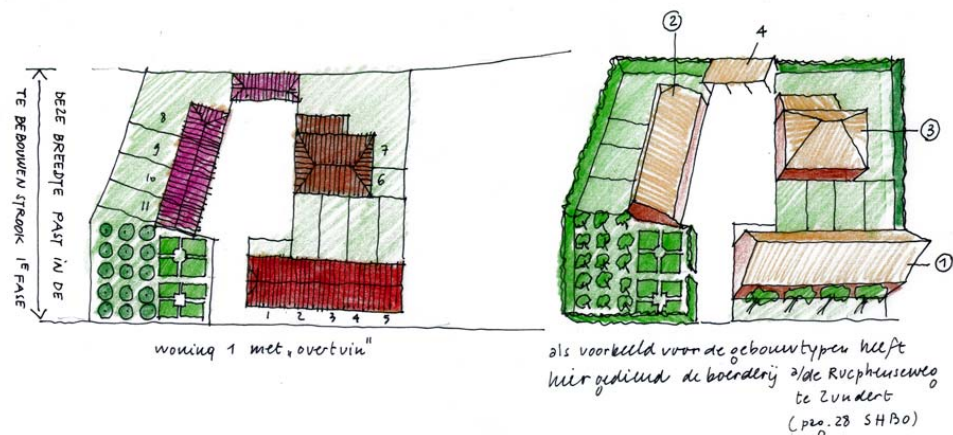 DEZE BREEDTE PAST IN DE
TE BEBOUWEN STROOK 1E FASE
8
9
10
11
7
6
1 2 3 4 5
woning 1 met „overtuin"
2
4
3
1
als voorbeeld voor de gebouwtypen heeft
hier gediend de boerderij a/de Rucphenseweg
te Zundert
(pag. 28 SHBO)